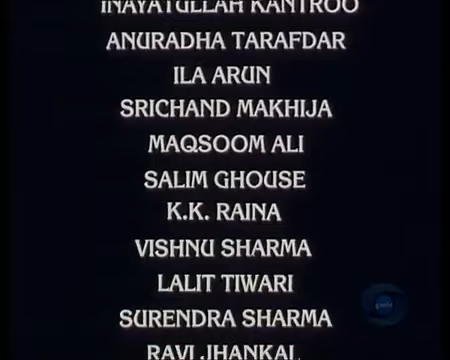 INAYATULLAH KANTROO
ANURADHA TARAFDAR
ILA ARUN
SRICHAND MAKHIJA
MAQSOOM ALI
SALIM GHOUSE
K.K. RAINA
VISHNU SHARMA
LALIT TIWARI
SURENDRA SHARMA
RAVI JHANKAL